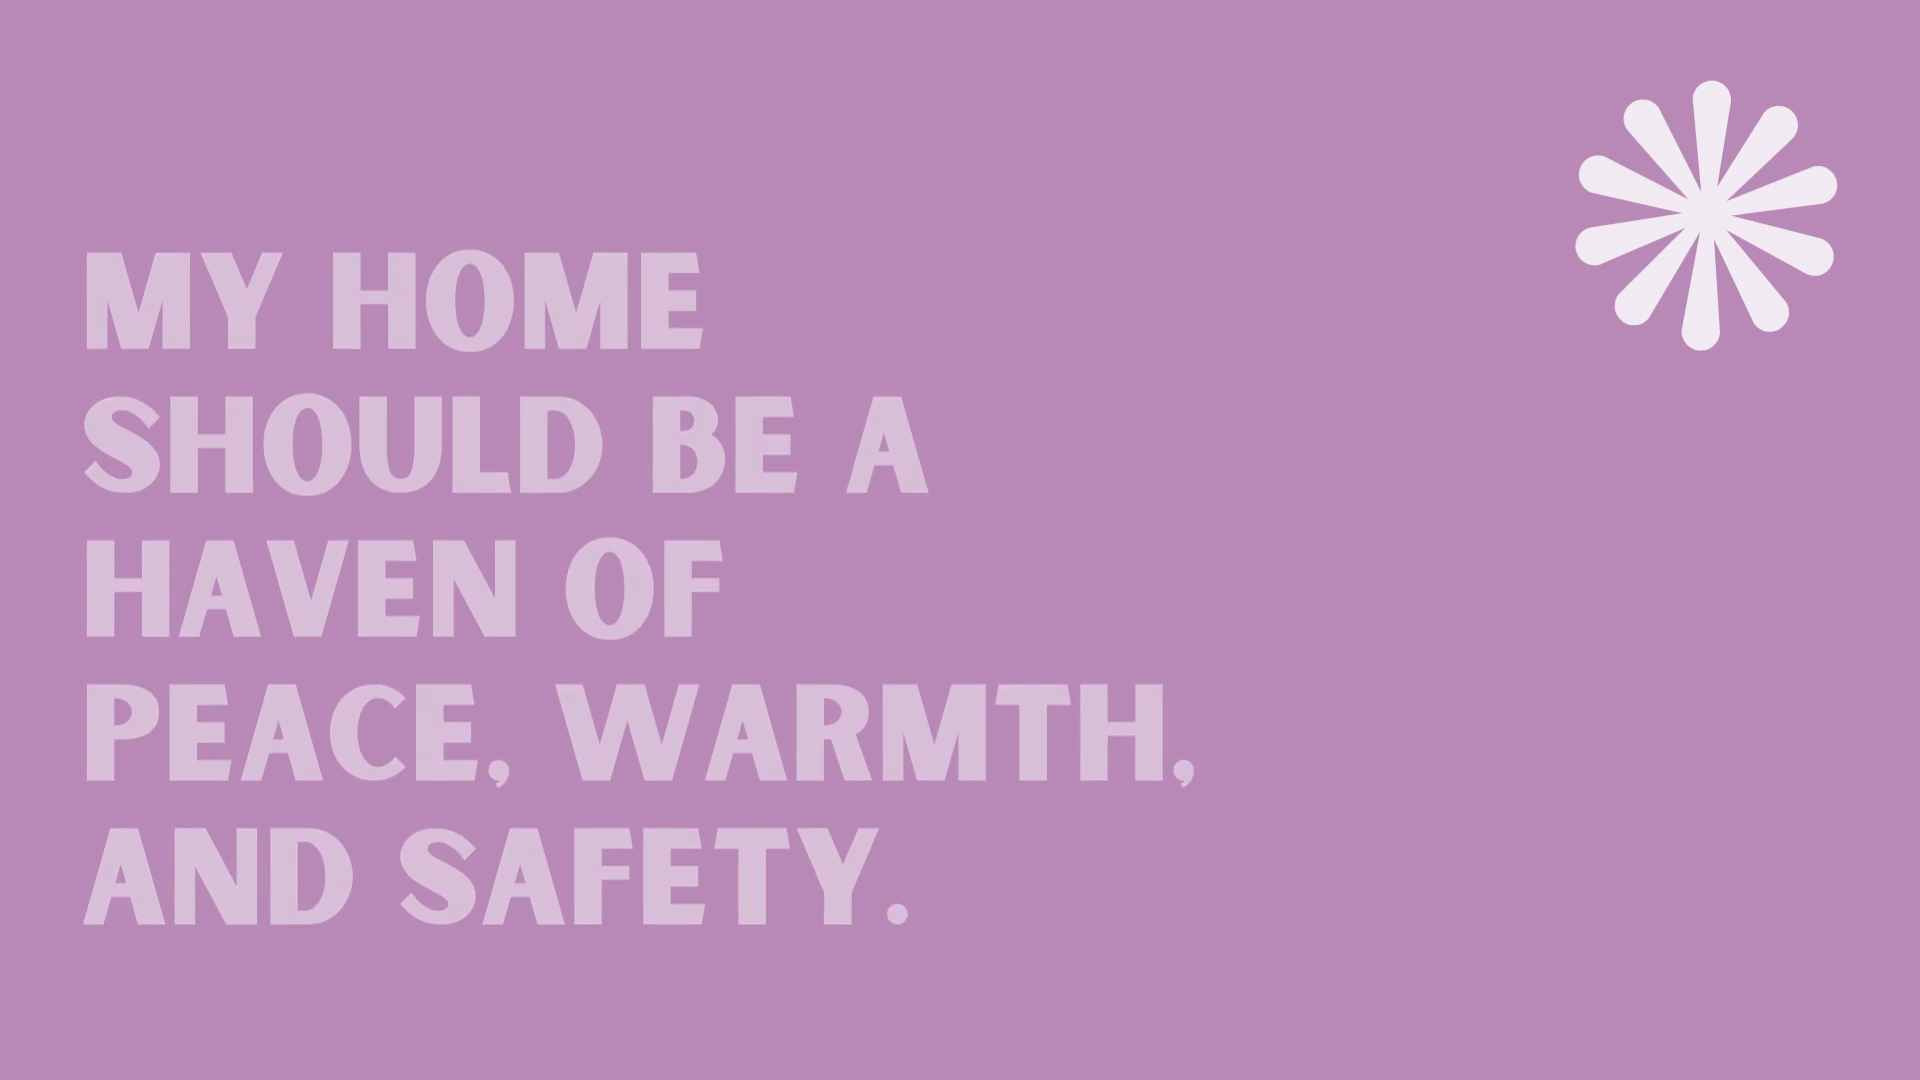 MY HOME
SHOULD BE A
HAVEN OF
PEACE, WARMTH,
AND SAFETY.